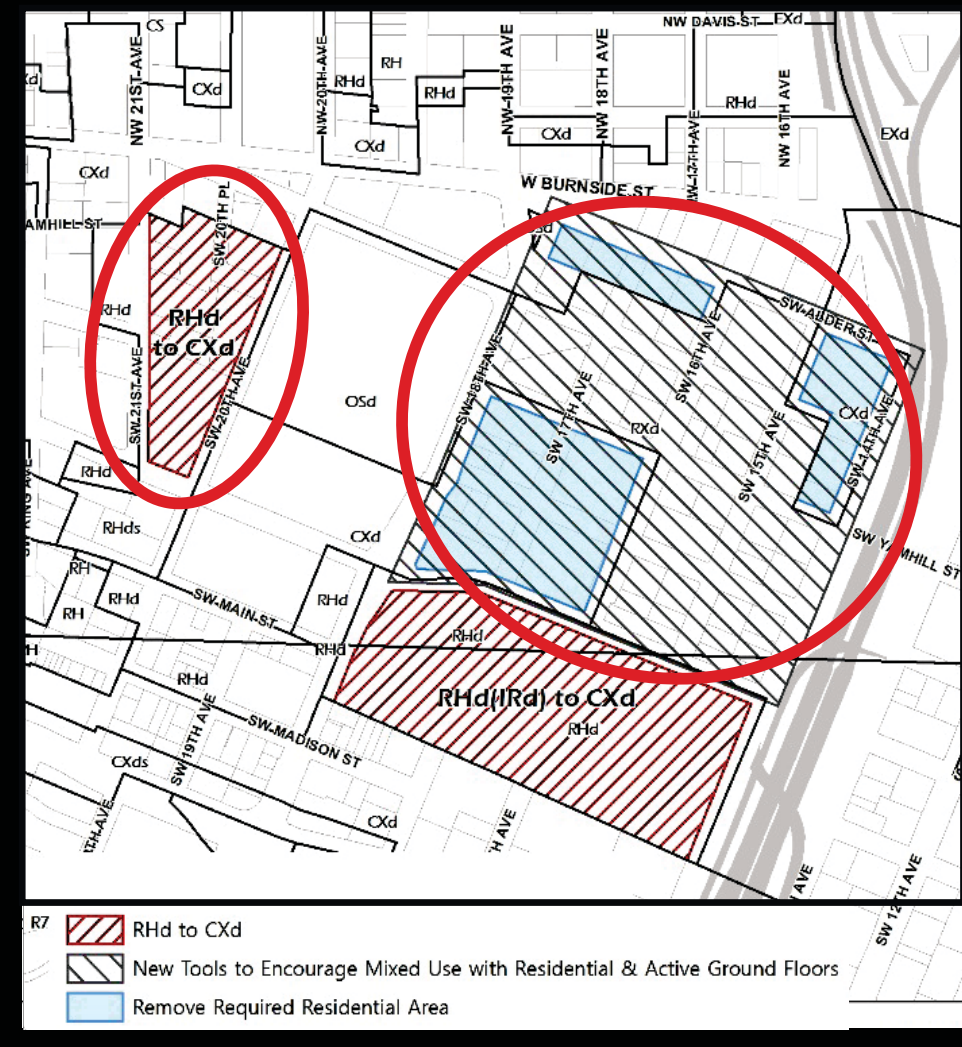 NW DAVIS ST
EXd
CS
NW 21ST AVE
CXd
NW-20TH-AVE
RHd
RH
RHd
CXd
NW-19TH AVE
NW 18TH AVE
CXd
RHd
NW 16TH AVE
EXd
CXd
W BURNSIDE ST
SW-20TH PL
RHd
to CXd
RHd
SW-21ST-AVE
SW-20TH-AVE
OSd
SW-18TH-AVE
SW 17TH AVE
SW 16TH AVE
SW-ALDER ST
RXd
SW 15TH AVE
CXd
SW-14TH-AVE
SW YAMHILL ST
RHd
RHds
CXd
RH
RHd
RH
SW-MAIN-ST
RHd
RHd
RHd
RHd(IRd) to CXd
RHd
RHd
SW 19TH AVE
SW-MADISON ST
CXds
CXd
SW 12TH AVE
R7
RHd to CXd
New Tools to Encourage Mixed Use with Residential & Active Ground Floors
Remove Required Residential Area